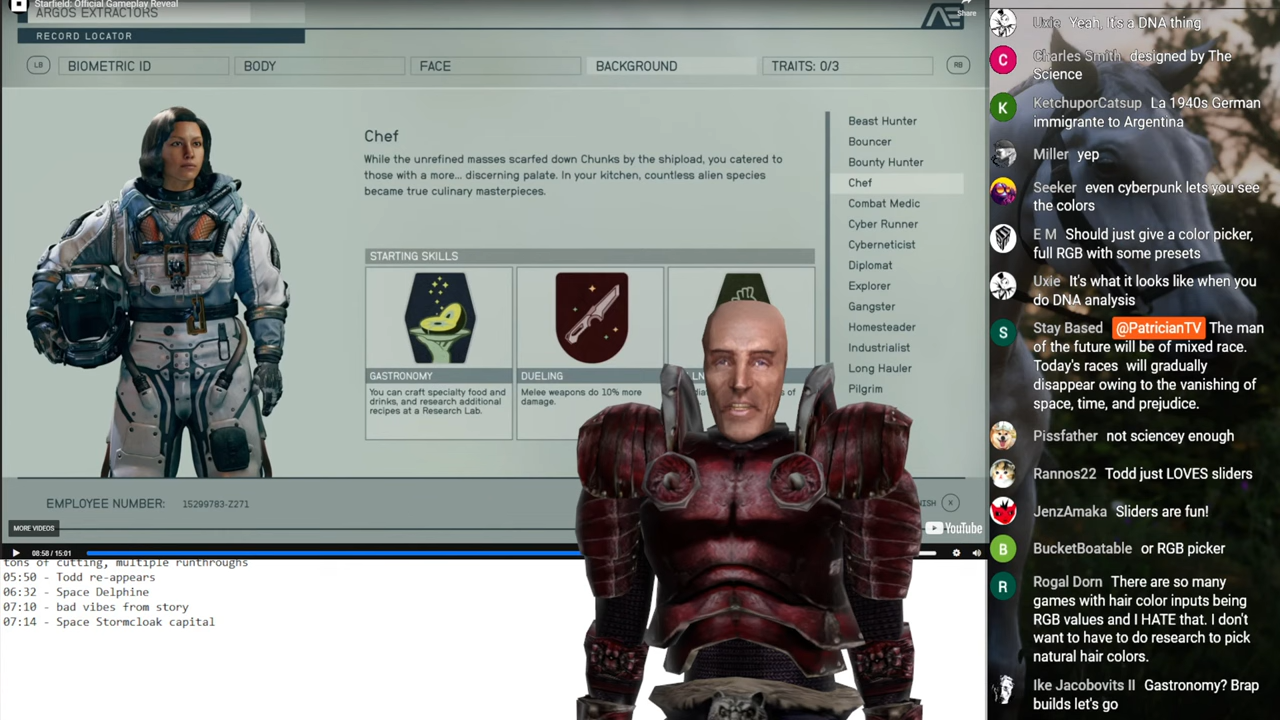 Starfield: Official Gameplay Reveal
ARGOS EXTRACTORS
AE
Share
RECORD LOCATOR
LB
BIOMETRIC ID
BODY
FACE
BACKGROUND
TRAITS: 0/3
RB
Chef
While the unrefined masses scarfed down Chunks by the shipload, you catered to
those with a more... discerning palate. In your kitchen, countless alien species
became true culinary masterpieces.
STARTING SKILLS
GASTRONOMY
You can craft specialty food and
drinks, and research additional
recipes at a Research Lab.
DUELING
Melee weapons do 10% more
damage.
Beast Hunter
Bouncer
Bounty Hunter
Chef
Combat Medic
Cyber Runner
Cyberneticist
Diplomat
Explorer
Gangster
Homesteader
Industrialist
Long Hauler
Pilgrim
EMPLOYEE NUMBER:
15299783-Z271
X
MORE VIDEOS
YouTube
08:58 / 15:01
tons of cutting, multiple runthroughs
05:50 - Todd re-appears
06:32 - Space Delphine
07:10 - bad vibes from story
07:14 - Space Stormcloak capital
Uxie Yeah, It's a DNA thing
C
Charles Smith designed by The
Science
K
KetchuporCatsup La 1940s German
immigrante to Argentina
Miller yep
Seeker even cyberpunk lets you see
the colors
E M Should just give a color picker,
full RGB with some presets
Uxie It's what it looks like when you
do DNA analysis
S
Stay Based @PatricianTV The man
of the future will be of mixed race.
Today's races will gradually
disappear owing to the vanishing of
space, time, and prejudice.
Pissfather not sciencey enough
Rannos22 Todd just LOVES sliders
JenzAmaka Sliders are fun!
B
BucketBoatable or RGB picker
R
Rogal Dorn There are so many
games with hair color inputs being
RGB values and I HATE that. I don't
want to have to do research to pick
natural hair colors.
Ike Jacobovits II Gastronomy? Brap
builds let's go